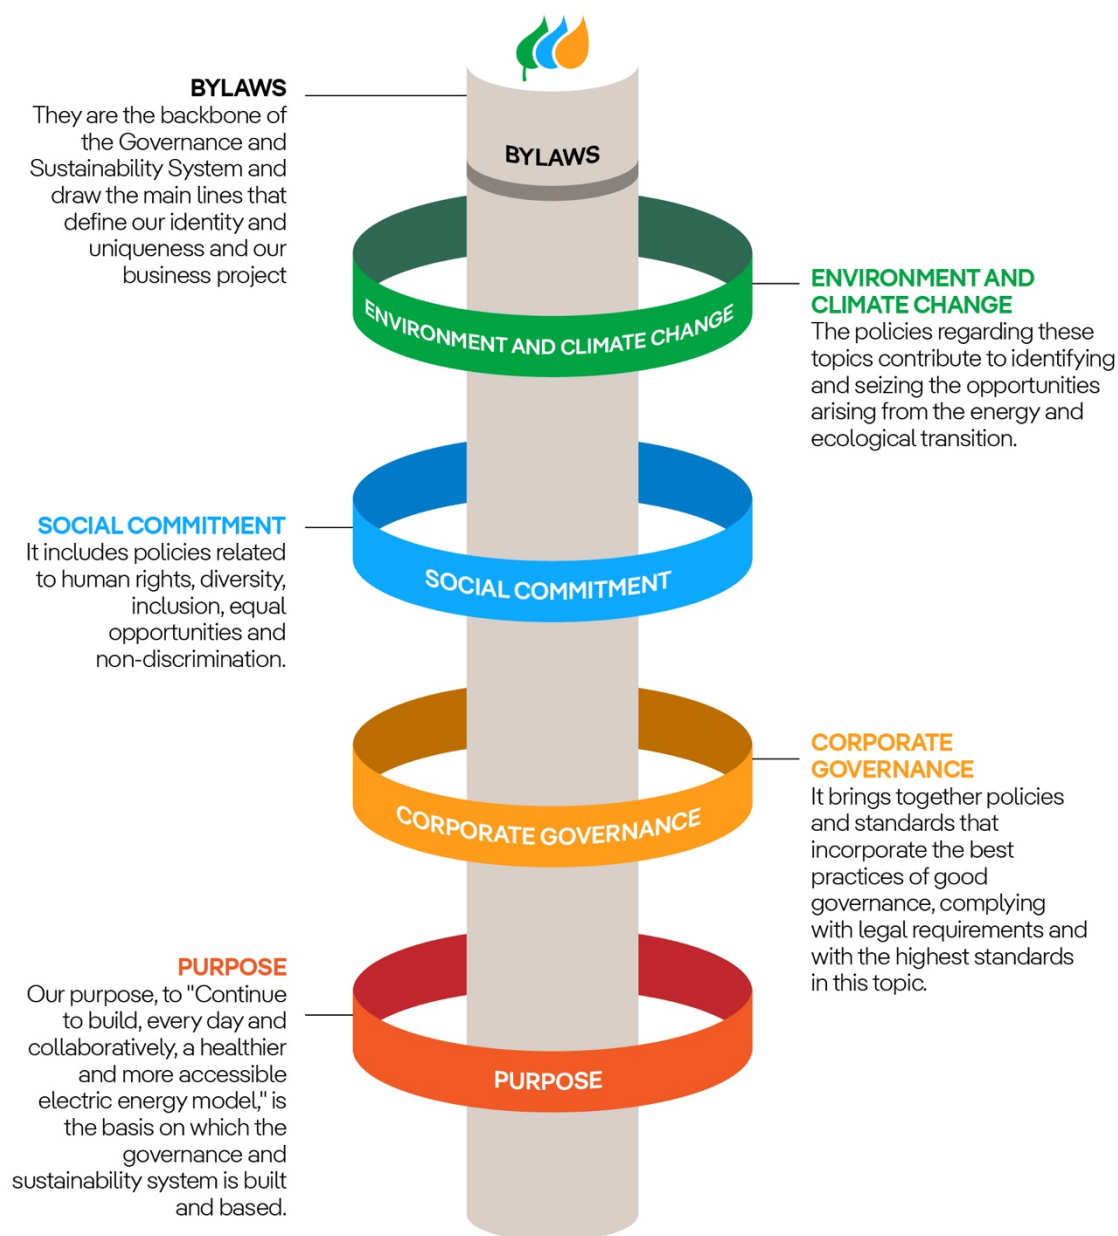 BYLAWS
They are the backbone of
the Governance and
Sustainability System and
draw the main lines that
define our identity and
uniqueness and our
business project
BYLAWS
ENVIRONMENT AND CLIMATE CHANGE
ENVIRONMENT AND
CLIMATE CHANGE
The policies regarding these
topics contribute to identifying
and seizing the opportunities
arising from the energy and
ecological transition.
SOCIAL COMMITMENT
It includes policies related
to human rights, diversity,
inclusion, equal
opportunities and
non-discrimination.
SOCIAL COMMITMENT
CORPORATE GOVERNANCE
CORPORATE
GOVERNANCE
It brings together policies
and standards that
incorporate the best
practices of good
governance, complying
with legal requirements and
with the highest standards
in this topic.
PURPOSE
Our purpose, to "Continue
to build, every day and
collaboratively, a healthier
and more accessible
electric energy model," is
the basis on which the
governance and
sustainability system is built
and based.
PURPOSE